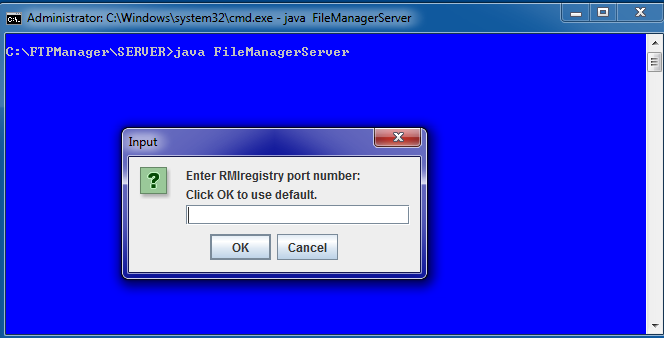 Administrator: C:\Windows\system32\cmd.exe - java  FileManagerServer
C:\FTPManager\SERVER>java FileManagerServer
Input
Enter RMIregistry port number:
Click OK to use default.
OK
Cancel